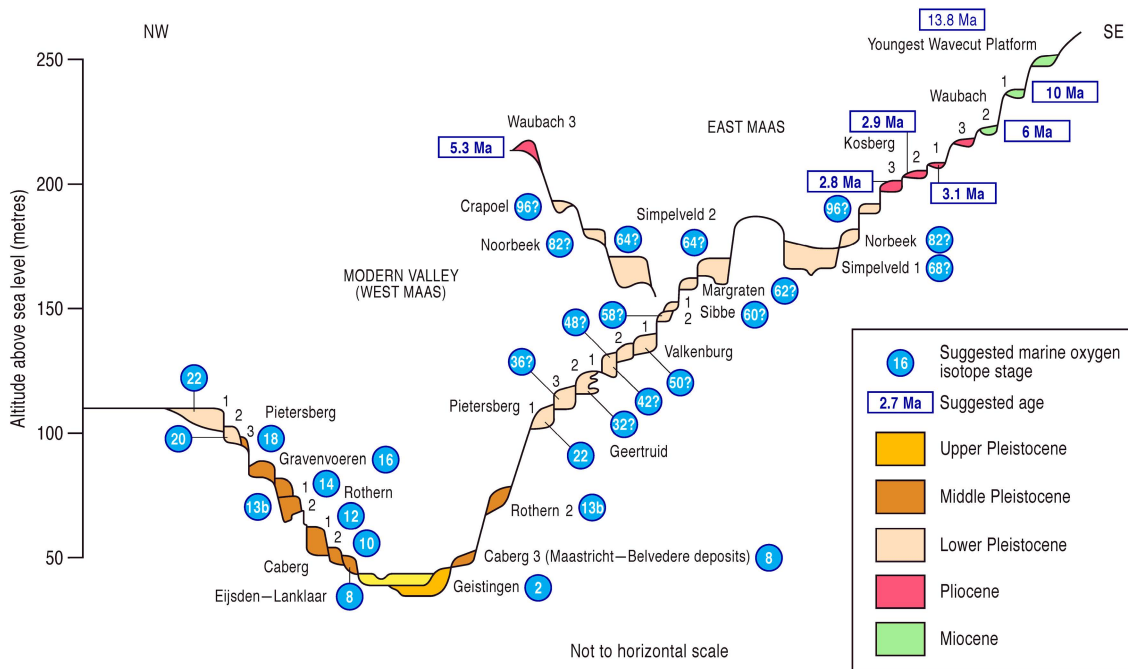 NW
13.8 Ma
SE
Youngest Wavecut Platform
250
1
10 Ma
Waubach
2
6 Ma
3
EAST MAAS
2.9 Ma
Kosberg
1
2
3
2.8 Ma
3.1 Ma
Waubach 3
5.3 Ma
200
Crapoel
96?
Simpelveld 2
96?
Noorbeek
82?
64?
64?
Norbeek
82?
Simpelveld 1
68?
MODERN VALLEY
(WEST MAAS)
Altitude above sea level (metres)
Margraten
62?
150
58?
1
2
Sibbe
60?
48?
1
2
Valkenburg
36?
50?
1
2
3
42?
Pietersberg
1
32?
Geertruid
22
22
1
2
3
Pietersberg
100
20
18
Gravenvoeren
16
14
1
2
Rothern
13b
12
Rothern 2
13b
1
2
10
Caberg
50
Caberg 3 (Maastricht–Belvedere deposits)
8
Eijsden–Lanklaar
8
Geistingen
2
Not to horizontal scale
16
Suggested marine oxygen
isotope stage
2.7 Ma
Suggested age
Upper Pleistocene
Middle Pleistocene
Lower Pleistocene
Pliocene
Miocene